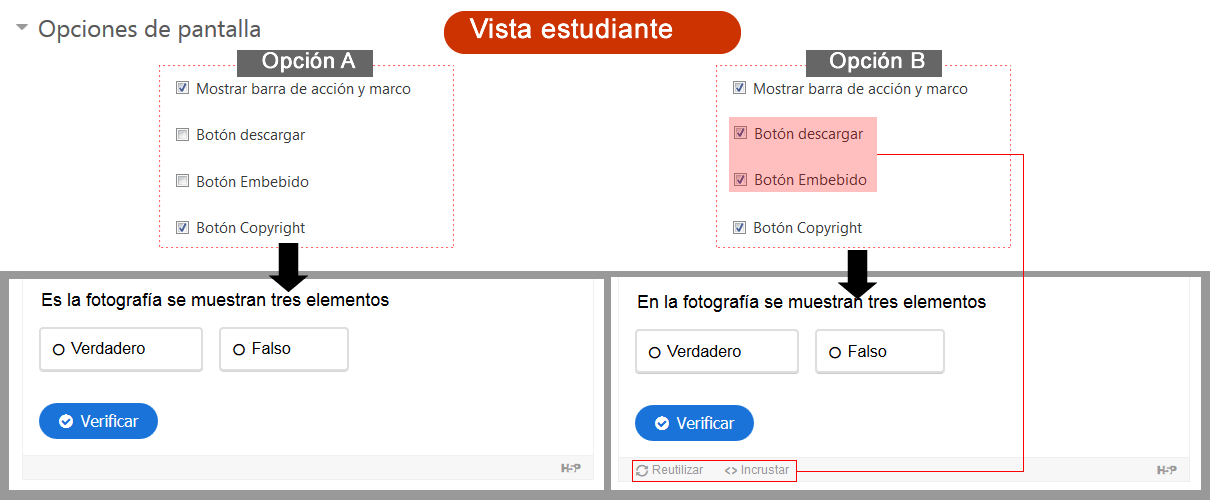 Opciones de pantalla
Vista estudiante
Opción A
Mostrar barra de acción y marco
Botón descargar
Botón Embebido
Botón Copyright
Opción B
Mostrar barra de acción y marco
Botón descargar
Botón Embebido
Botón Copyright
Es la fotografía se muestran tres elementos
Verdadero
Falso
Verificar
H5P
En la fotografía se muestran tres elementos
Verdadero
Falso
Verificar
Reutilizar <> Incrustar
H5P